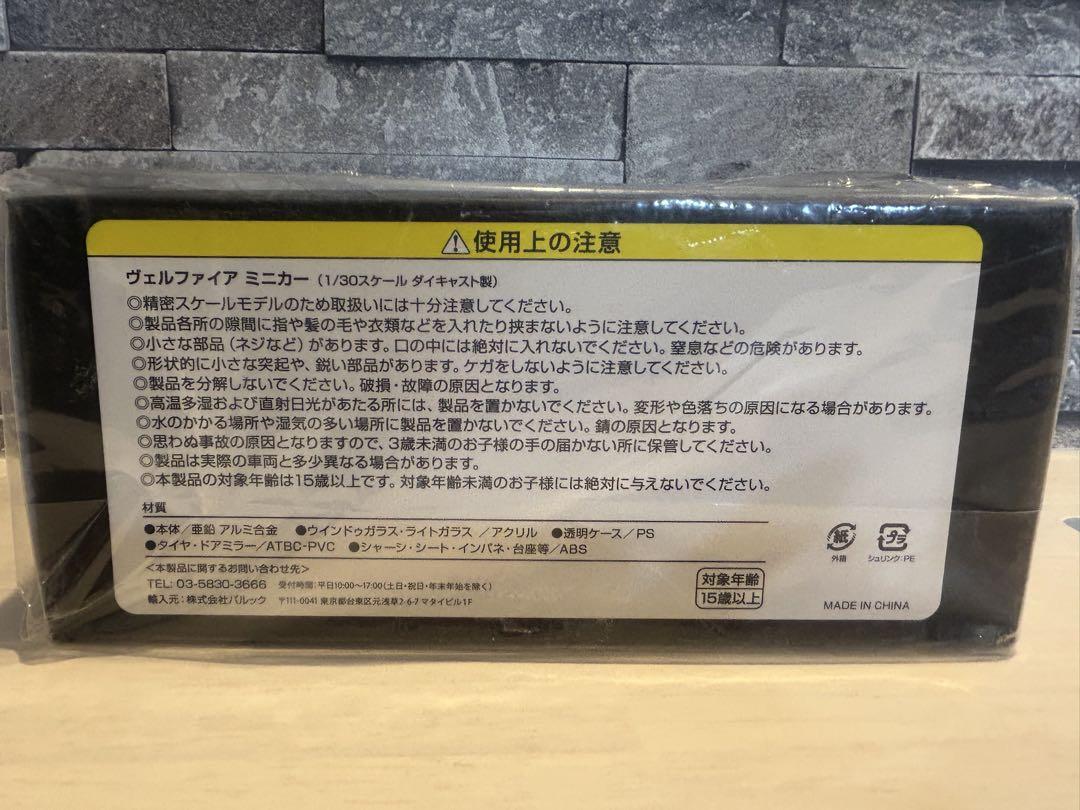 ⚠使用上の注意
ヴェルファイア ミニカー（1/30スケール ダイキャスト製）
◎精密スケールモデルのため取扱いには十分注意してください。
◎製品各所の隙間に指や髪の毛や衣類などを入れたり挟まないように注意してください。
◎小さな部品（ネジなど）があります。口の中には絶対に入れないでください。窒息などの危険があります。
◎形状的に小さな突起や、鋭い部品があります。ケガをしないように注意してください。
◎製品を分解しないでください。破損・故障の原因となります。
◎高温多湿および直射日光があたる所には、製品を置かないでください。変形や色落ちの原因になる場合があります。
◎水のかかる場所や湿気の多い場所に製品を置かないでください。錆の原因となります。
◎思わぬ事故の原因となりますので、3歳未満のお子様の手の届かない所に保管してください。
◎製品は実際の車両と多少異なる場合があります。
◎本製品の対象年齢は15歳以上です。対象年齢未満のお子様には絶対に与えないでください。
材質
●本体／亜鉛 アルミ合金 ●ウインドゥガラス・ライトガラス ／アクリル ●透明ケース／PS
●タイヤ・ドアミラー／ATBC-PVC ●シャーシ・シート・インパネ・台座等／ABS
紙
外箱
プラ
シュリンク：PE
＜本製品に関するお問い合わせ先＞
TEL: 03-5830-3666 受付時間：平日10:00〜17:00（土日・祝日・年末年始を除く）
輸入元：株式会社バルック 〒111-0041 東京都台東区元浅草2-6-7 マタイビル1F
対象年齢
15歳以上
MADE IN CHINA